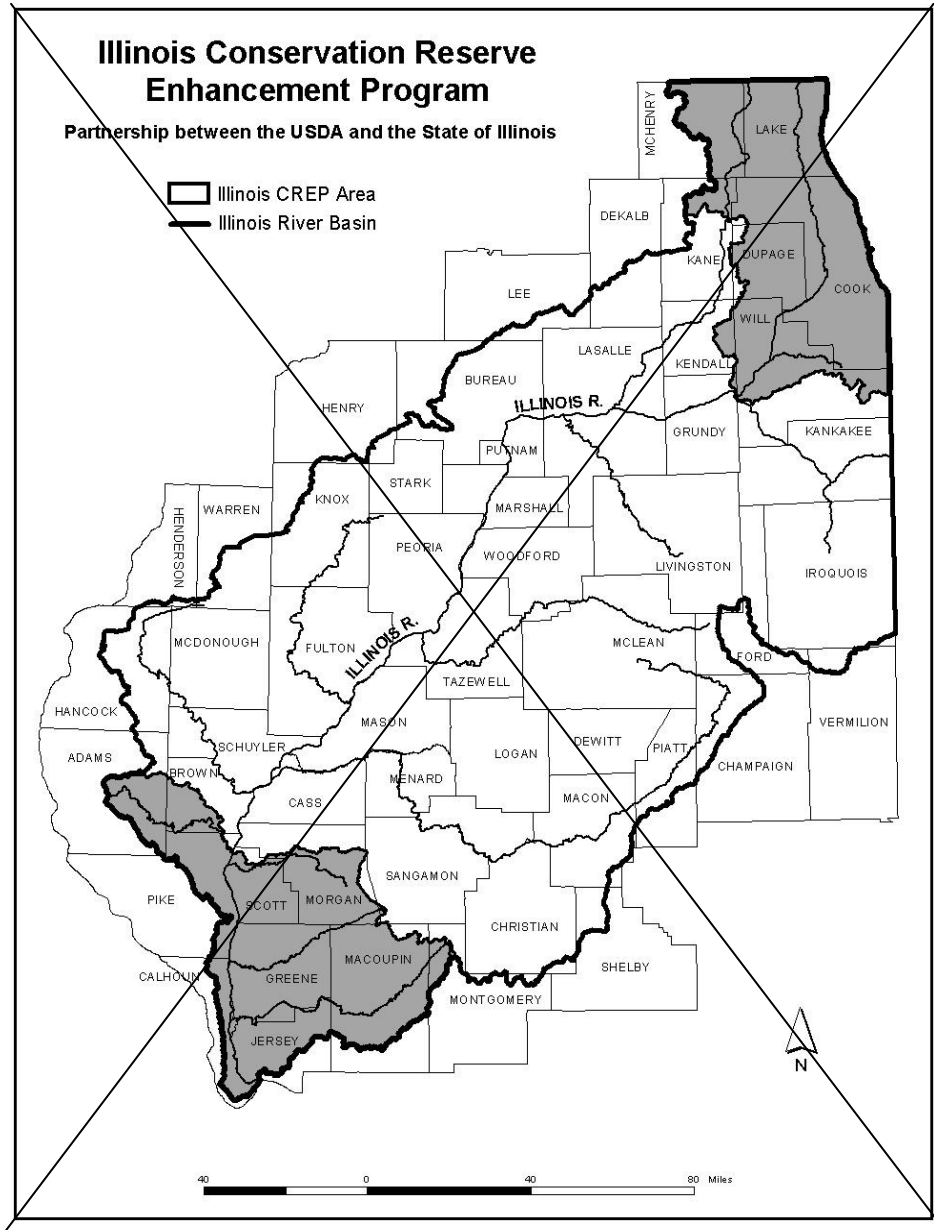 Illinois Conservation Reserve
Enhancement Program
Partnership between the USDA and the State of Illinois
Illinois CREP Area
Illinois River Basin
MCHENRY
LAKE
DEKALB
KANE
DUPAGE
COOK
LEE
WILL
LASALLE
KENDALL
BUREAU
HENRY
ILLINOIS R.
GRUNDY
KANKAKEE
PUTNAM
STARK
KNOX
WARREN
HENDERSON
MARSHALL
PEORIA
WOODFORD
LIVINGSTON
IROQUOIS
MCDONOUGH
FULTON
ILLINOIS R.
MCLEAN
FORD
TAZEWELL
HANCOCK
MASON
VERMILION
SCHUYLER
LOGAN
DEWITT
PIATT
ADAMS
BROWN
MENARD
CHAMPAIGN
CASS
MACON
SANGAMON
PIKE
SCOTT
MORGAN
CHRISTIAN
MACOUPIN
SHELBY
CALHOUN
GREENE
MONTGOMERY
JERSEY
N
40 0 40 80 Miles